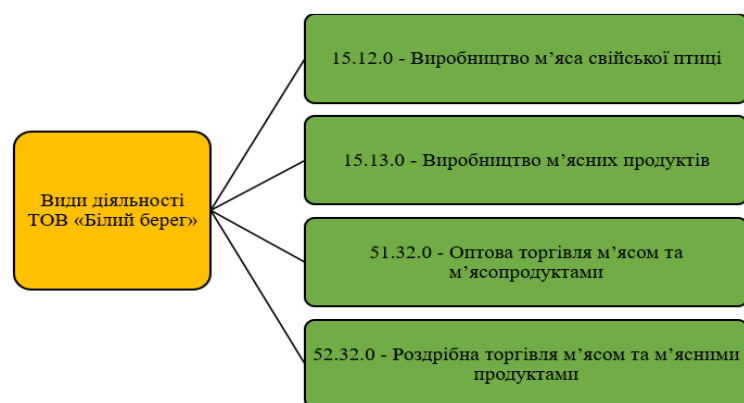 15.12.0 - Виробництво м’яса свійської птиці
15.13.0 - Виробництво м’ясних продуктів
Види діяльності
ТОВ «Білий берег»
51.32.0 - Оптова торгівля м’ясом та
м’ясопродуктами
52.32.0 - Роздрібна торгівля м’ясом та м’ясними
продуктами